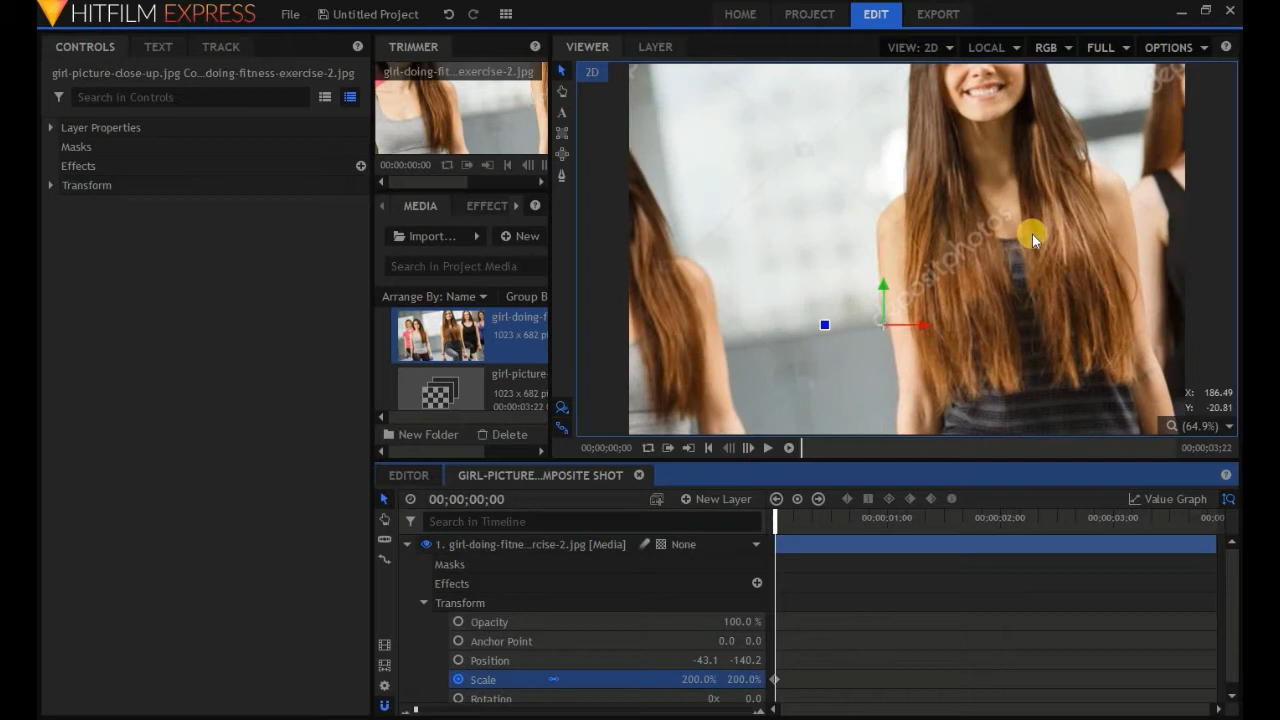 HITFILM EXPRESS
File
Untitled Project
HOME
PROJECT
EDIT
EXPORT
CONTROLS
TEXT
TRACK
girl-picture-close-up.jpg Co...doing-fitness-exercise-2.jpg
Search in Controls
Layer Properties
Masks
Effects
Transform
TRIMMER
girl-doing-fit...exercise-2.jpg
00:00:00:00
MEDIA
EFFECT
Import...
New
Search in Project Media
Arrange By: Name
Group B
girl-doing-f
1023 x 682 pi
girl-picture-
1023 x 682 pi
00:00:03:22
New Folder
Delete
VIEWER
LAYER
VIEW: 2D
LOCAL
RGB
FULL
OPTIONS
2D
depositphotos
X: 186.49
Y: -20.81
(64.9%)
00;00;00;00
00;00;03;22
EDITOR
GIRL-PICTURE...MPOSITE SHOT
00;00;00;00
New Layer
Value Graph
Search in Timeline
00;00;01;00
00;00;02;00
00;00;03;00
00;00
1. girl-doing-fitne...rcise-2.jpg [Media]
None
Masks
Effects
Transform
Opacity
100.0 %
Anchor Point
0.0 0.0
Position
-43.1 -140.2
Scale
200.0% 200.0%
Rotation
0x 0.0